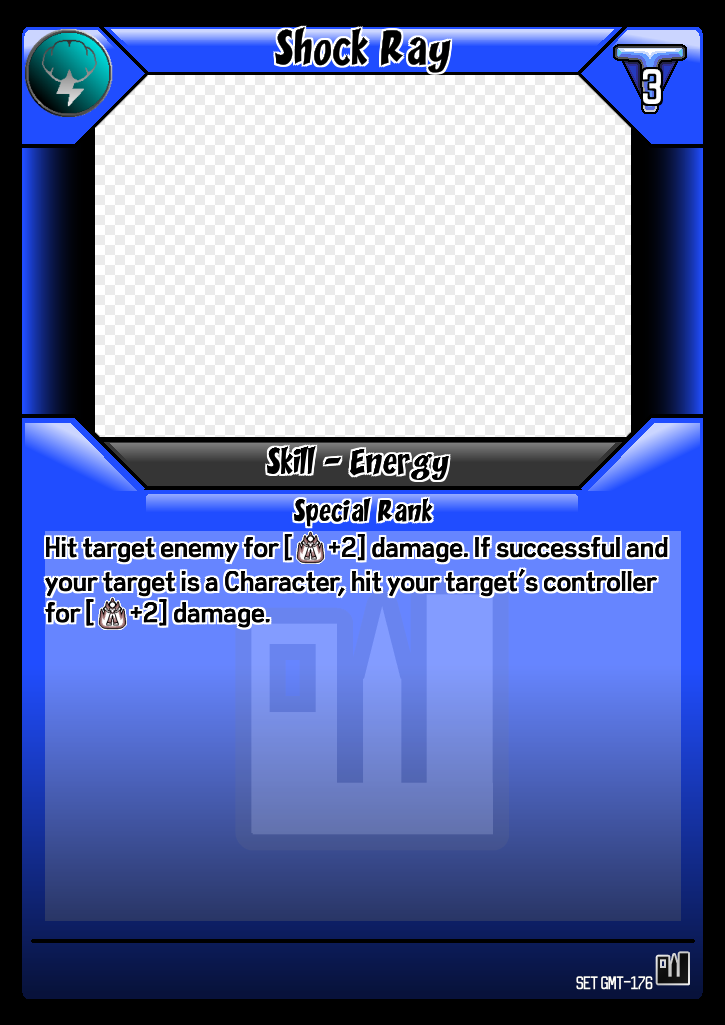 Shock Ray
3
Skill - Energy
Special Rank
Hit target enemy for [ +2] damage. If successful and
your target is a Character, hit your target's controller
for [ +2] damage.
SET GMT-176